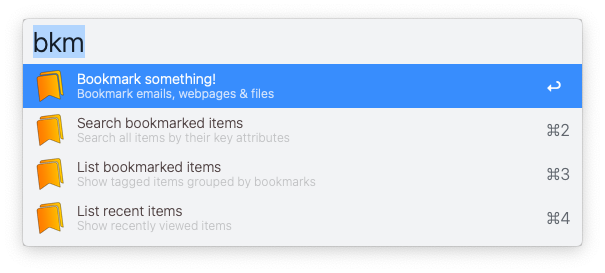 bkm
Bookmark something!
Bookmark emails, webpages & files
↩
Search bookmarked items
Search all items by their key attributes
⌘2
List bookmarked items
Show tagged items grouped by bookmarks
⌘3
List recent items
Show recently viewed items
⌘4